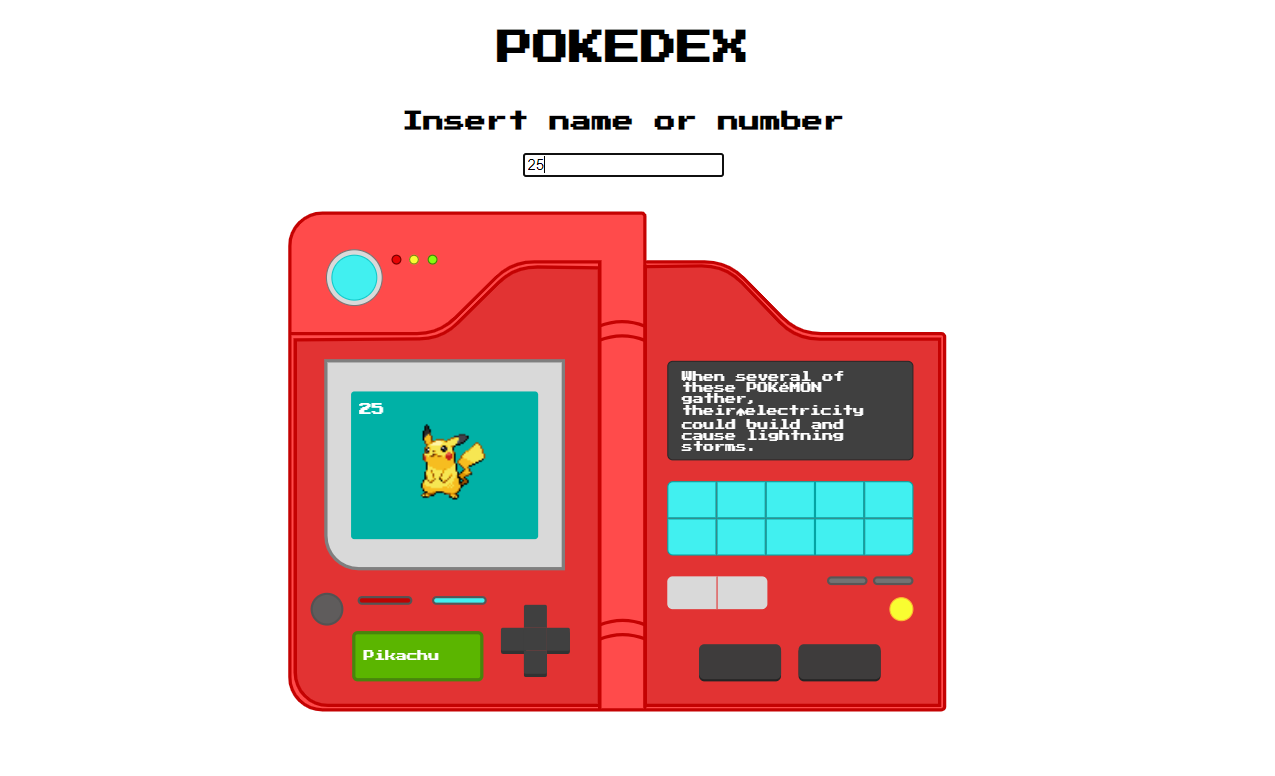 POKEDEX
Insert name or number
25
25
When several of
these POKéMON
gather,
their↑electricity
could build and
cause lightning
storms.
Pikachu